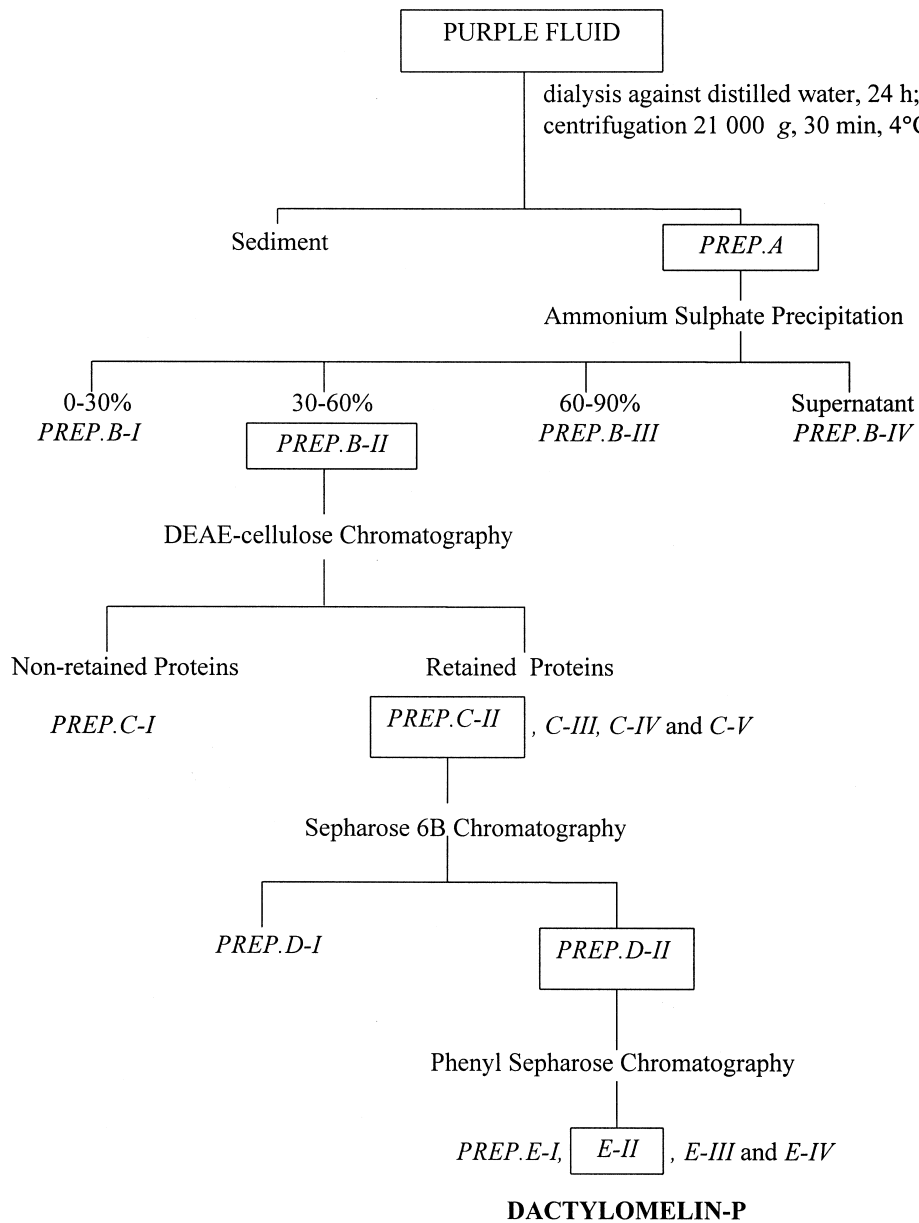 PURPLE FLUID
dialysis against distilled water, 24 h;
centrifugation 21 000 g, 30 min, 4°C
Sediment
PREP.A
Ammonium Sulphate Precipitation
0-30% 30-60% 60-90% Supernatant
PREP.B-I PREP.B-II PREP.B-III PREP.B-IV
DEAE-cellulose Chromatography
Non-retained Proteins Retained Proteins
PREP.C-I PREP.C-II , C-III, C-IV and C-V
Sepharose 6B Chromatography
PREP.D-I PREP.D-II
Phenyl Sepharose Chromatography
PREP.E-I, E-II , E-III and E-IV
DACTYLOMELIN-P